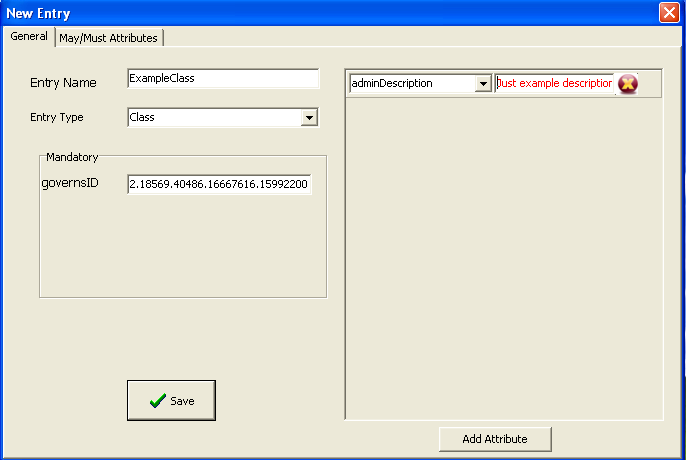 New Entry
General
May/Must Attributes
Entry Name
ExampleClass
Entry Type
Class
Mandatory
governsID
2.18569.40486.16667616.15992200
adminDescription
Just example description
Save
Add Attribute